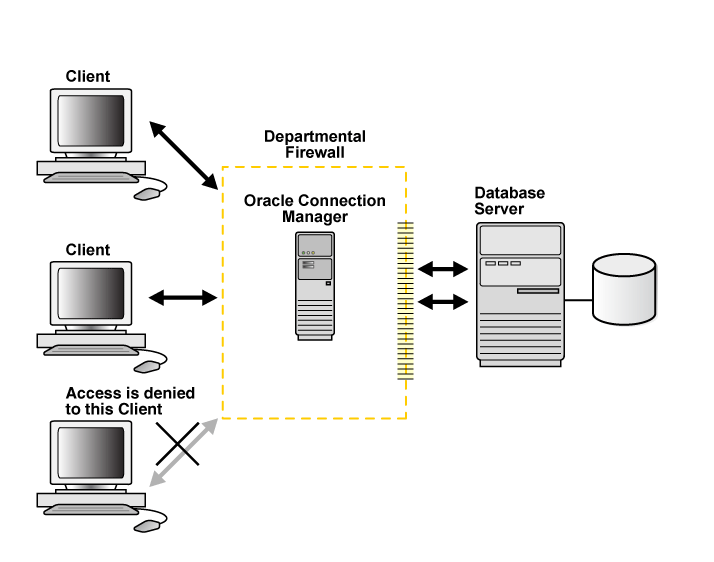 Client
Departmental
Firewall
Oracle Connection
Manager
Database
Server
Client
Access is denied
to this Client